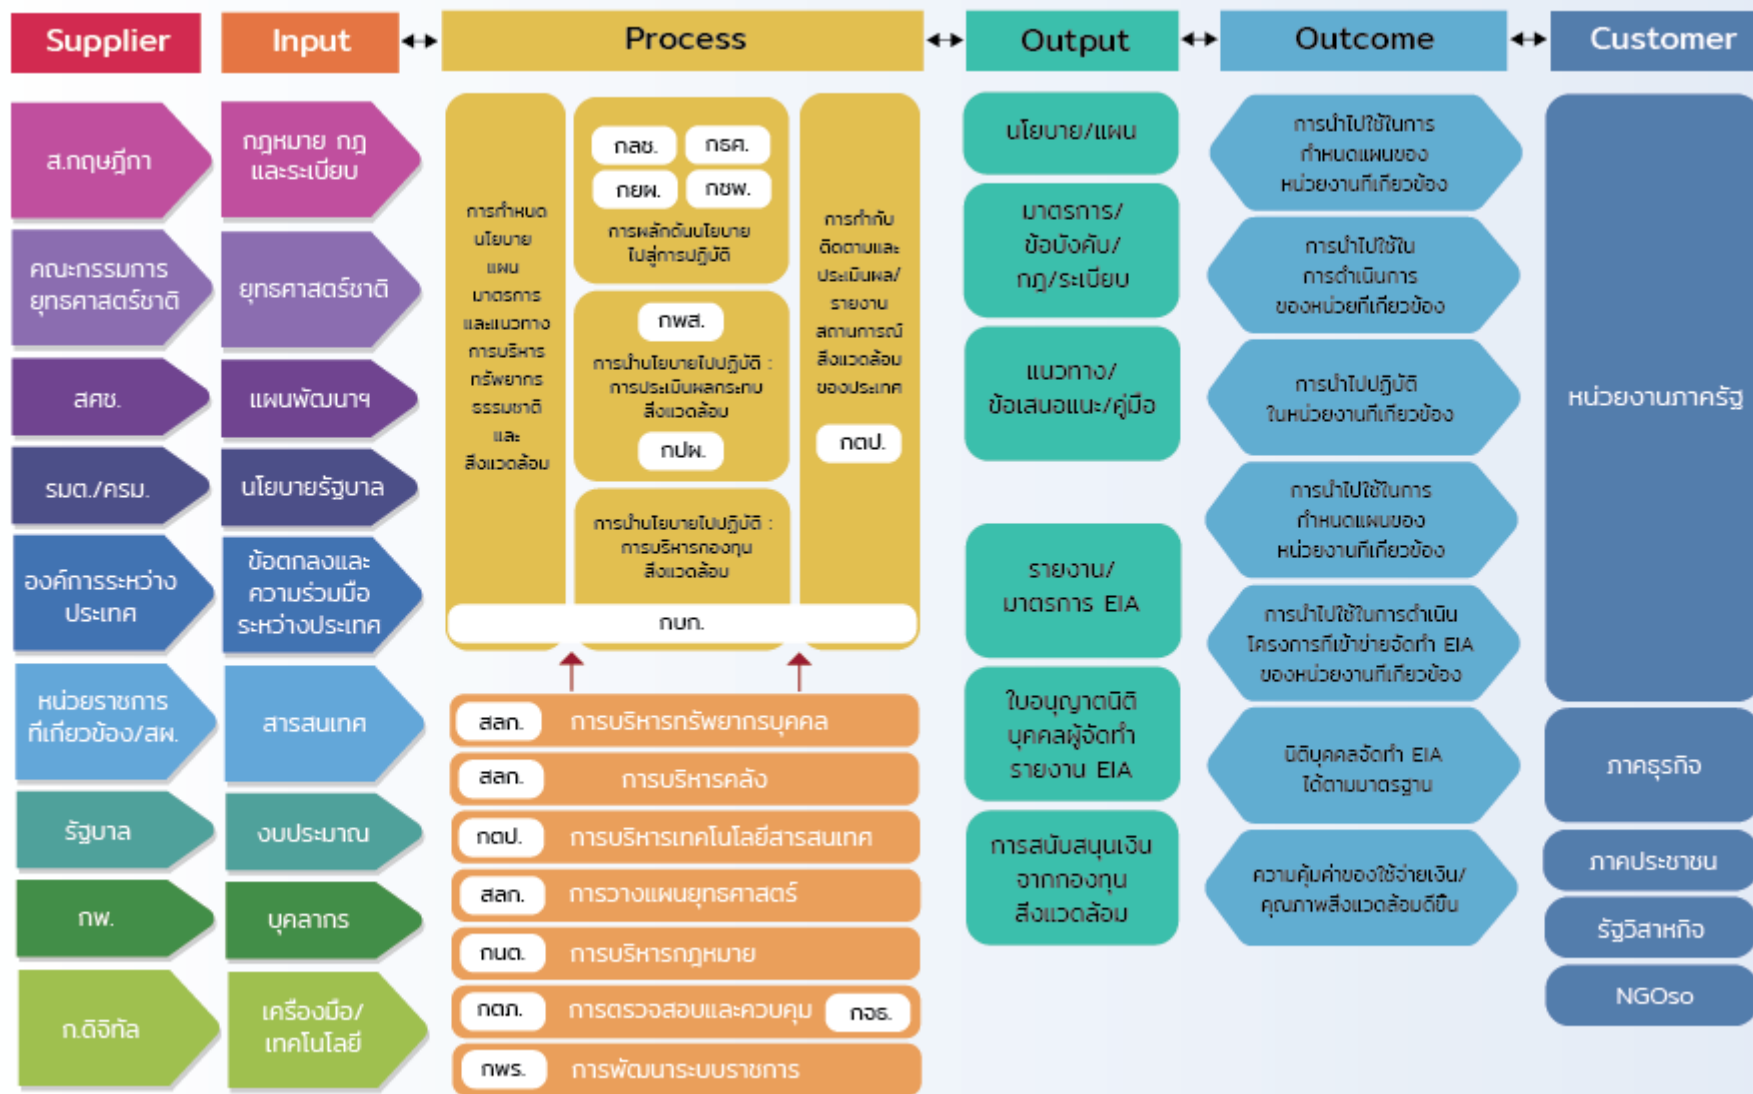 Supplier
Input
Process
Output
Outcome
Customer
ส.กฤษฎีกา
คณะกรรมการ
ยุทธศาสตร์ชาติ
สศช.
รมต./ครม.
องค์การระหว่าง
ประเทศ
หน่วยราชการ
ที่เกี่ยวข้อง/สผ.
รัฐบาล
กพ.
ก.ดิจิทัล
กฎหมาย กฎ
และระเบียบ
ยุทธศาสตร์ชาติ
แผนพัฒนาฯ
นโยบายรัฐบาล
ข้อตกลงและ
ความร่วมมือ
ระหว่างประเทศ
สารสนเทศ
งบประมาณ
บุคลากร
เครื่องมือ/
เทคโนโลยี
การกำหนด
นโยบาย
แผน
มาตรการ
และแนวทาง
การบริหาร
ทรัพยากร
ธรรมชาติ
และ
สิ่งแวดล้อม
กลช.
กธศ.
กยผ.
กชพ.
การผลักดันนโยบาย
ไปสู่การปฏิบัติ
กพส.
การนำนโยบายไปปฏิบัติ :
การประเมินผลกระทบ
สิ่งแวดล้อม
กปผ.
การนำนโยบายไปปฏิบัติ :
การบริหารกองทุน
สิ่งแวดล้อม
การกำกับ
ติดตามและ
ประเมินผล/
รายงาน
สถานการณ์
สิ่งแวดล้อม
ของประเทศ
กตป.
กบท.
สลก. การบริหารทรัพยากรบุคคล
สลก. การบริหารคลัง
กตป. การบริหารเทคโนโลยีสารสนเทศ
สลก. การวางแผนยุทธศาสตร์
กนต. การบริหารกฎหมาย
กตภ. การตรวจสอบและควบคุม กจธ.
กพร. การพัฒนาระบบราชการ
นโยบาย/แผน
มาตรการ/
ข้อบังคับ/
กฎ/ระเบียบ
แนวทาง/
ข้อเสนอแนะ/คู่มือ
รายงาน/
มาตรการ EIA
ใบอนุญาตนิติ
บุคคลผู้จัดทำ
รายงาน EIA
การสนับสนุนเงิน
จากกองทุน
สิ่งแวดล้อม
การนำไปใช้ในการ
กำหนดแผนของ
หน่วยงานที่เกี่ยวข้อง
การนำไปใช้ใน
การดำเนินการ
ของหน่วยที่เกี่ยวข้อง
การนำไปปฏิบัติ
ในหน่วยงานที่เกี่ยวข้อง
การนำไปใช้ในการ
กำหนดแผนของ
หน่วยงานที่เกี่ยวข้อง
การนำไปใช้ในการดำเนิน
โครงการที่เข้าข่ายจัดทำ EIA
ของหน่วยงานที่เกี่ยวข้อง
นิติบุคคลจัดทำ EIA
ได้ตามมาตรฐาน
ความคุ้มค่าของใช้จ่ายเงิน/
คุณภาพสิ่งแวดล้อมดีขึ้น
หน่วยงานภาครัฐ
ภาคธุรกิจ
ภาคประชาชน
รัฐวิสาหกิจ
NGOso